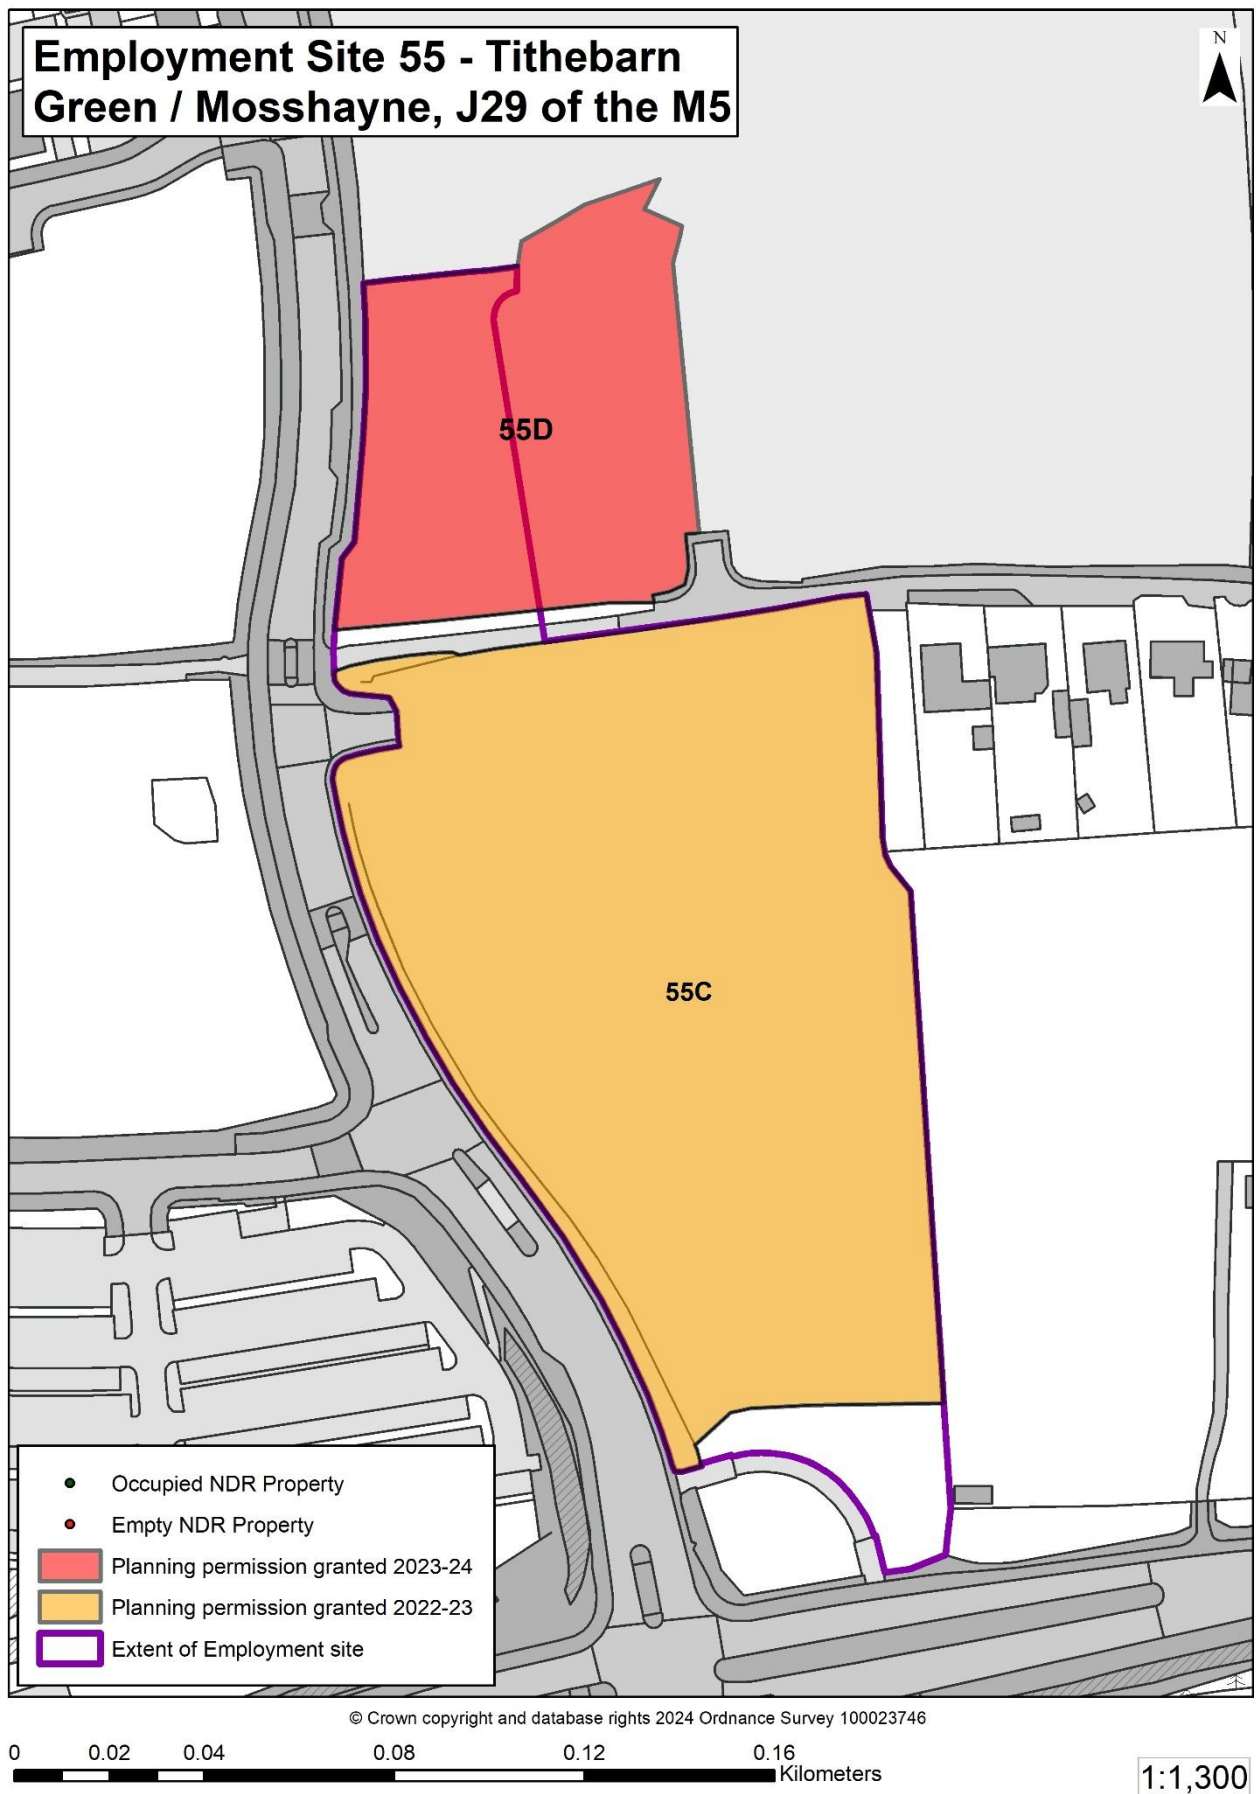 Employment Site 55 - Tithebarn
Green / Mosshayne, J29 of the M5
N
55D
55C
Occupied NDR Property
Empty NDR Property
Planning permission granted 2023-24
Planning permission granted 2022-23
Extent of Employment site
© Crown copyright and database rights 2024 Ordnance Survey 100023746
0 0.02 0.04 0.08 0.12 0.16
Kilometers
1:1,300